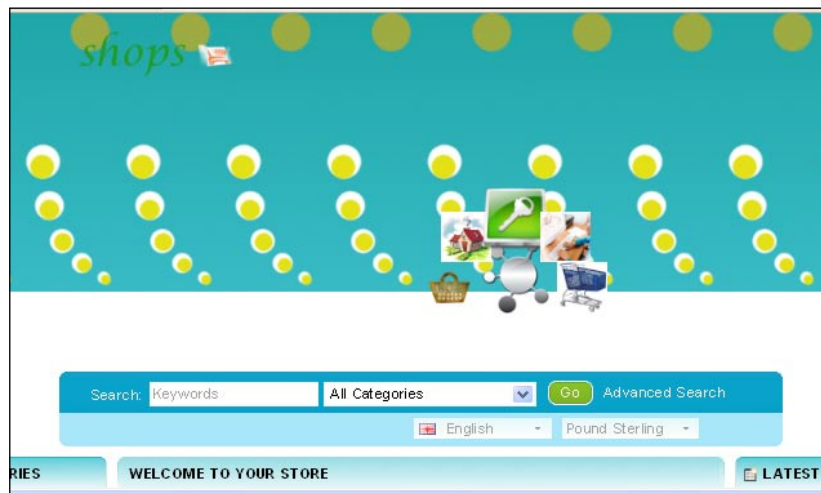 shops
Search: Keywords All Categories Go Advanced Search
English Pound Sterling
RIES WELCOME TO YOUR STORE LATEST